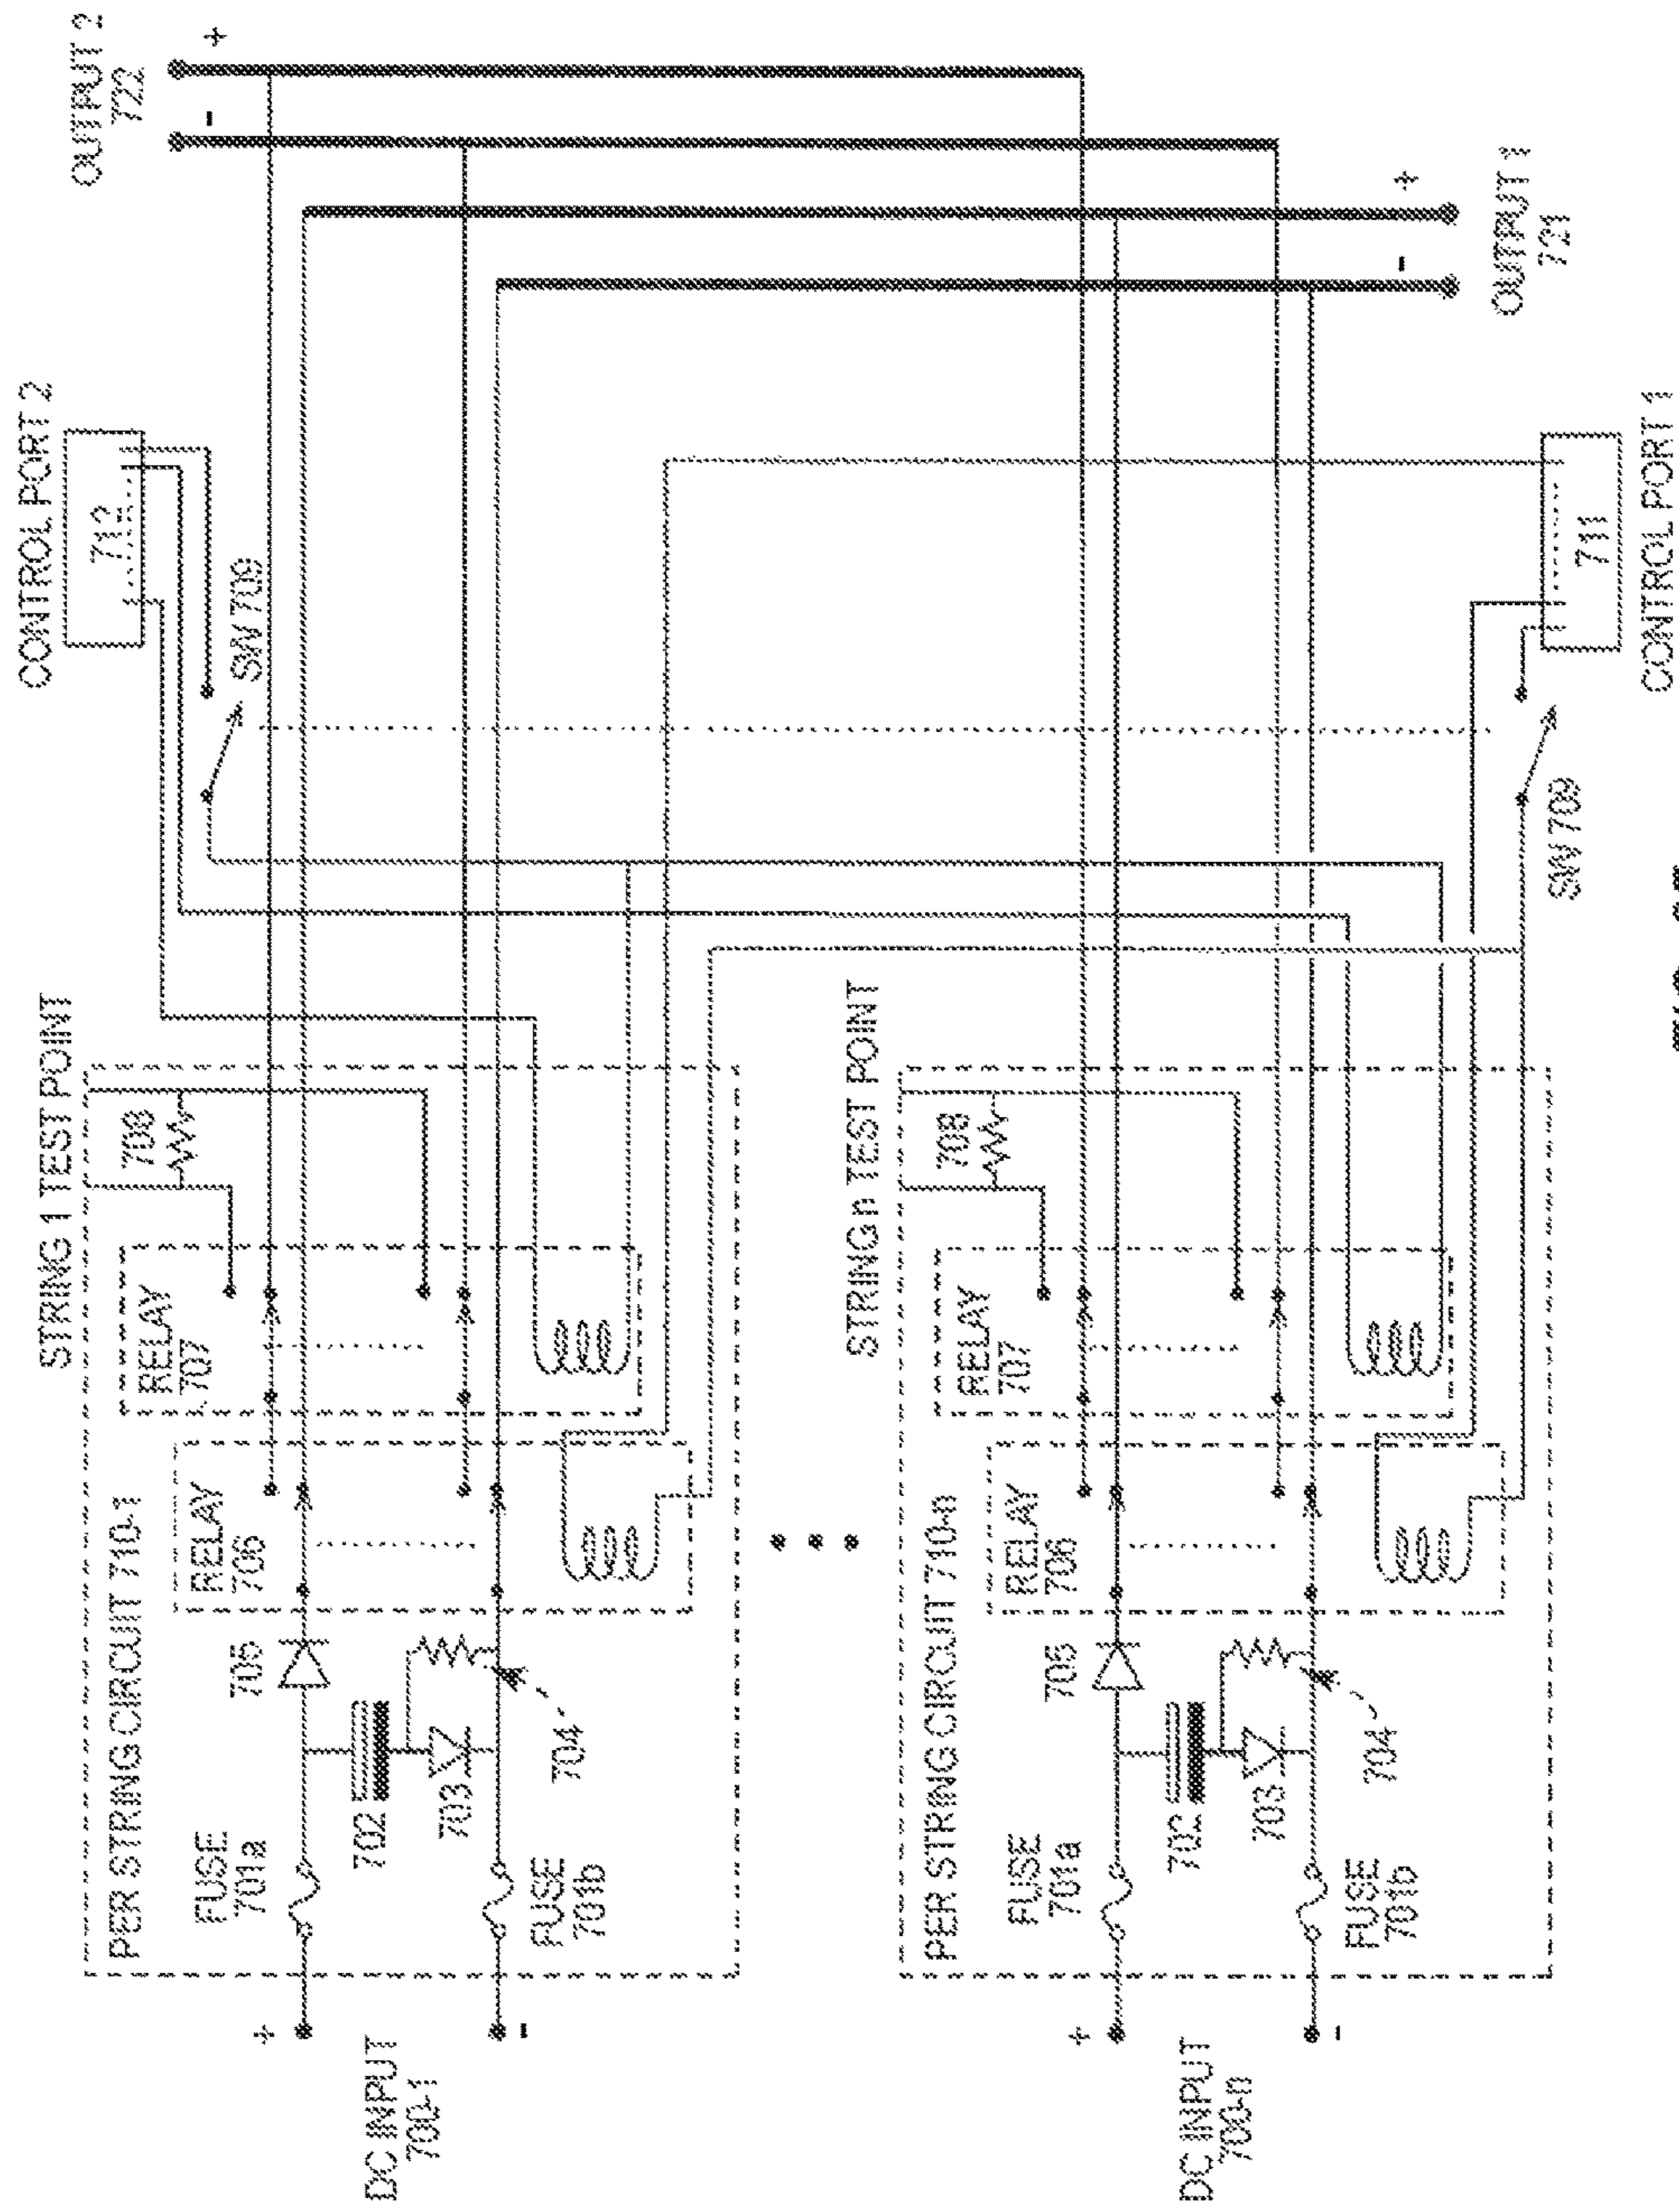 CONTROL PORT 2
712
OUTPUT 2
722
+
-
SW 709
STRING 1 TEST POINT
708
PER STRING CIRCUIT 710-1
RELAY
706
RELAY
707
705
FUSE
701a
702
703
704
FUSE
701b
DC INPUT
700-1
+
-
STRING n TEST POINT
708
PER STRING CIRCUIT 710-n
RELAY
706
RELAY
707
705
FUSE
701a
702
703
704
FUSE
701b
DC INPUT
700-n
+
-
SW 709
CONTROL PORT 1
711
OUTPUT 1
721
+
-